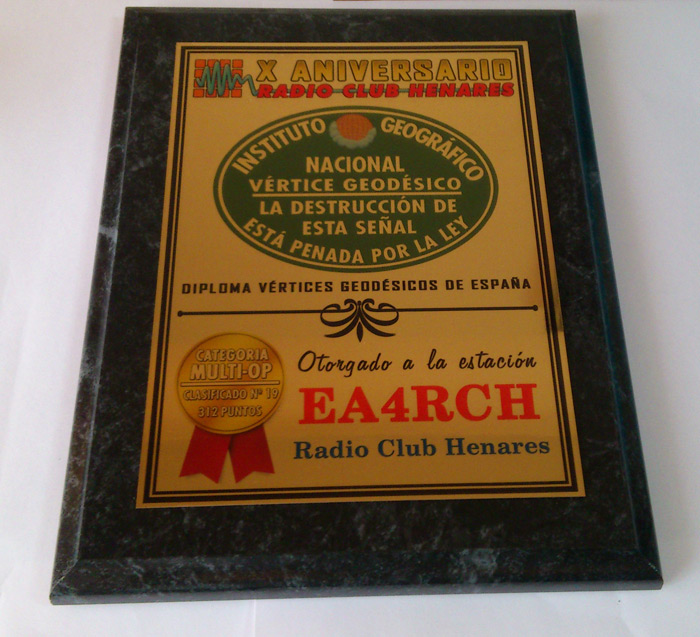 X ANIVERSARIO
RADIO CLUB HENARES
INSTITUTO GEOGRÁFICO
NACIONAL
VÉRTICE GEODÉSICO
LA DESTRUCCIÓN DE
ESTA SEÑAL
ESTÁ PENADA POR LA LEY
DIPLOMA VÉRTICES GEODÉSICOS DE ESPAÑA
CATEGORIA
MULTI-OP
CLASIFICADO Nº 19
312 PUNTOS
Otorgado a la estación
EA4RCH
Radio Club Henares